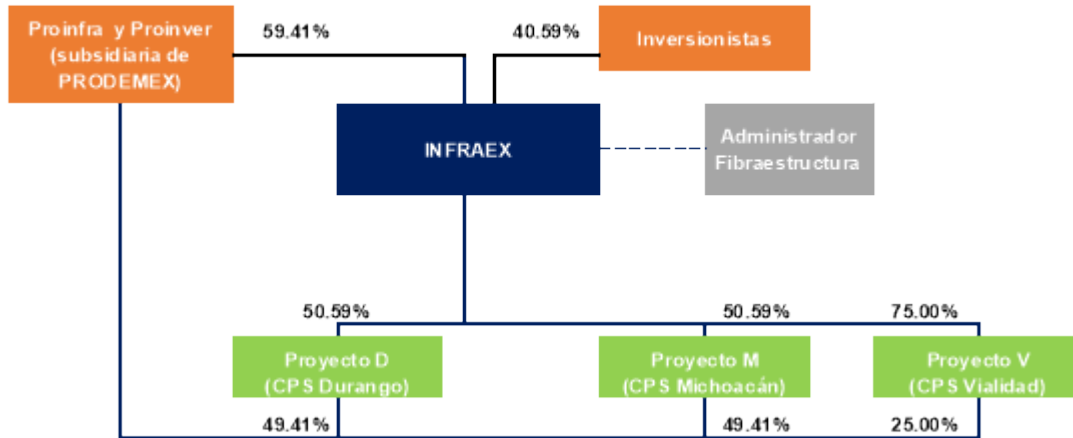 Proinfra y Proinver
(subsidiaria de
PRODEMEX)
59.41%
40.59%
Inversionistas
INFRAEX
Administrador
Fibraestructura
50.59%
50.59%
75.00%
Proyecto D
(CPS Durango)
Proyecto M
(CPS Michoacán)
Proyecto V
(CPS Vialidad)
49.41%
49.41%
25.00%